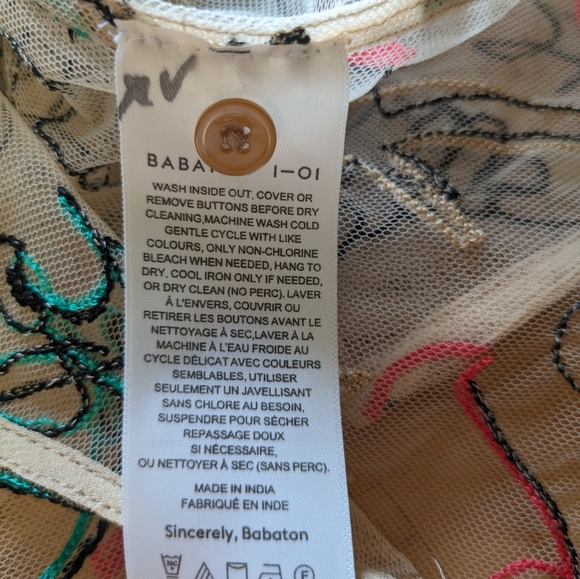 1-01
WASH INSIDE OUT, COVER OR
REMOVE BUTTONS BEFORE DRY
CLEANING,MACHINE WASH COLD
GENTLE CYCLE WITH LIKE
COLOURS, ONLY NON-CHLORINE
BLEACH WHEN NEEDED, HANG TO
DRY. COOL IRON ONLY IF NEEDED,
OR DRY CLEAN (NO PERC). LAVER
À L'ENVERS, COUVRIR OU
RETIRER LES BOUTONS AVANT LE
NETTOYAGE À SEC,LAVER À LA
MACHINE À L'EAU FROIDE AU
CYCLE DÉLICAT AVEC COULEURS
SEMBLABLES, UTILISER
SEULEMENT UN JAVELLISANT
SANS CHLORE AU BESOIN,
SUSPENDRE POUR SÉCHER
REPASSAGE DOUX
SI NÉCESSAIRE,
OU NETTOYER À SEC (SANS PERC).
MADE IN INDIA
FABRIQUÉ EN INDE
Sincerely, Babaton